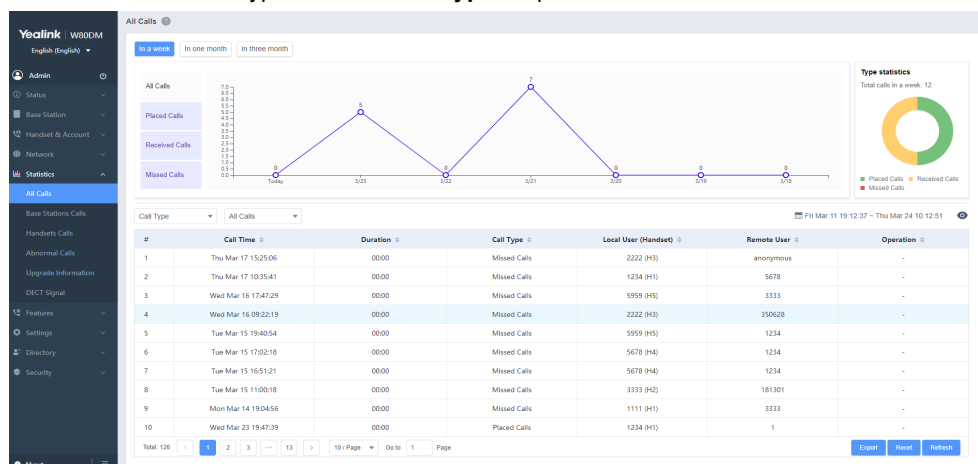 All Calls
Yealink | W80DM
English (English)
In a week In one month In three month
Admin
Status
Base Station
Handset & Account
Network
Statistics
All Calls
Base Stations Calls
Handsets Calls
Abnormal Calls
Upgrade Information
DECT Signal
Features
Settings
Directory
Security
All Calls
Placed Calls
Received Calls
Missed Calls
7.0
6.5
6.0
5.5
5.0
4.5
4.0
3.5
3.0
2.5
2.0
1.5
1.0
0.5
0.0
0 5 0 7 0 0 0
Today 3/23 3/22 3/21 3/20 3/19 3/18
Type statistics
Total calls in a week: 12
Placed Calls Received Calls
Missed Calls
Call Type All Calls Fri Mar 11 19:12:37 ~ Thu Mar 24 10:12:51
# Call Time Duration Call Type Local User (Handset) Remote User Operation
1 Thu Mar 17 15:25:06 00:00 Missed Calls 2222 (H3) anonymous -
2 Thu Mar 17 10:35:41 00:00 Missed Calls 1234 (H1) 5678 -
3 Wed Mar 16 17:47:29 00:00 Missed Calls 5959 (H5) 3333 -
4 Wed Mar 16 09:22:19 00:00 Missed Calls 2222 (H3) 350628 -
5 Tue Mar 15 19:40:54 00:00 Missed Calls 5959 (H5) 1234 -
6 Tue Mar 15 17:02:18 00:00 Missed Calls 5678 (H4) 1234 -
7 Tue Mar 15 16:51:21 00:00 Missed Calls 5678 (H4) 1234 -
8 Tue Mar 15 11:00:18 00:00 Missed Calls 3333 (H2) 181301 -
9 Mon Mar 14 19:04:56 00:00 Missed Calls 1111 (H1) 3333 -
10 Wed Mar 23 19:47:39 00:00 Placed Calls 1234 (H1) 1 -
Total: 126 < 1 2 3 ··· 13 > 10 / Page Go to 1 Page Export Reset Refresh